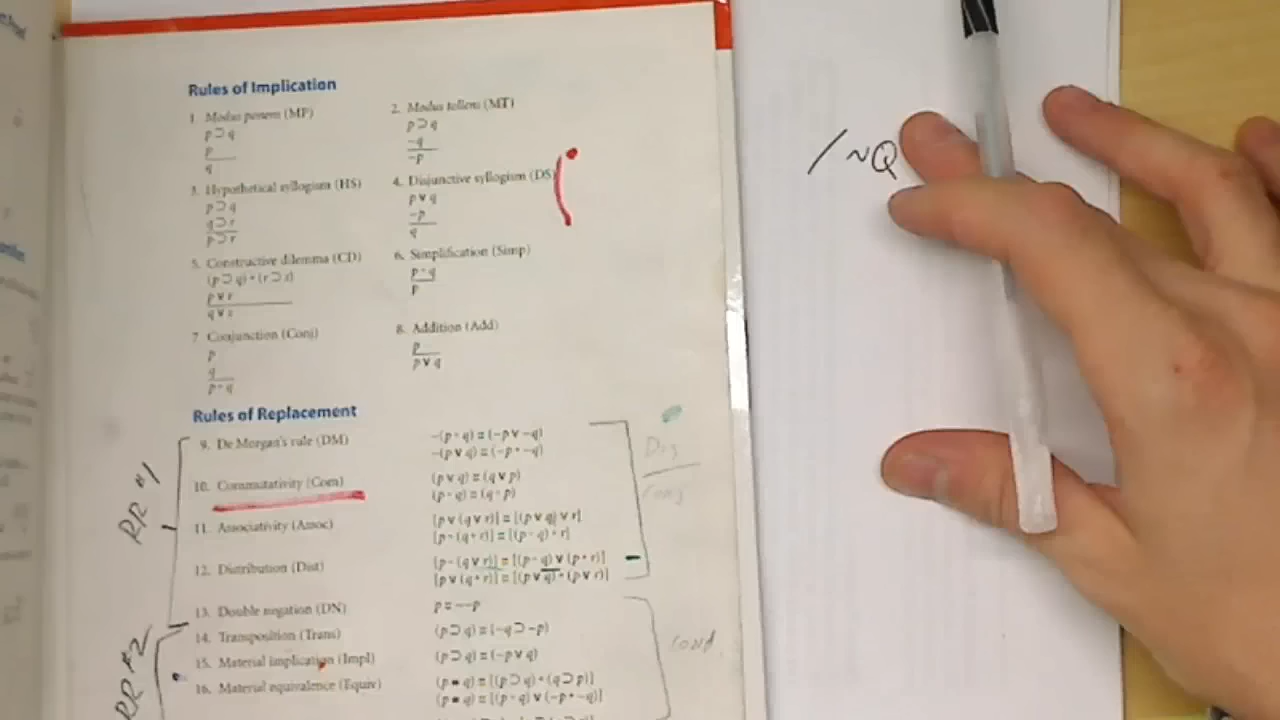 Rules of Implication
1. Modus ponens (MP)
p ⊃ q
p
q
2. Modus tollens (MT)
p ⊃ q
~q
~p
3. Hypothetical syllogism (HS)
p ⊃ q
q ⊃ r
p ⊃ r
4. Disjunctive syllogism (DS)
p ∨ q
~p
q
5. Constructive dilemma (CD)
(p ⊃ q) • (r ⊃ s)
p ∨ r
q ∨ s
6. Simplification (Simp)
p • q
p
7. Conjunction (Conj)
p
q
p • q
8. Addition (Add)
p
p ∨ q
Rules of Replacement
9. De Morgan's rule (DM) ~(p • q) ≡ (~p ∨ ~q)
~(p ∨ q) ≡ (~p • ~q)
10. Commutativity (Com) (p ∨ q) ≡ (q ∨ p)
(p • q) ≡ (q • p)
11. Associativity (Assoc) [p ∨ (q ∨ r)] ≡ [(p ∨ q) ∨ r]
[p • (q • r)] ≡ [(p • q) • r]
12. Distribution (Dist) [p • (q ∨ r)] ≡ [(p • q) ∨ (p • r)]
[p ∨ (q • r)] ≡ [(p ∨ q) • (p ∨ r)]
13. Double negation (DN) p ≡ ~~p
14. Transposition (Trans) (p ⊃ q) ≡ (~q ⊃ ~p)
15. Material implication (Impl) (p ⊃ q) ≡ (~p ∨ q)
16. Material equivalence (Equiv) (p ≡ q) ≡ [(p ⊃ q) • (q ⊃ p)]
(p ≡ q) ≡ [(p • q) ∨ (~p • ~q)]
RR #1
RR #2
Cond.
/ ~Q